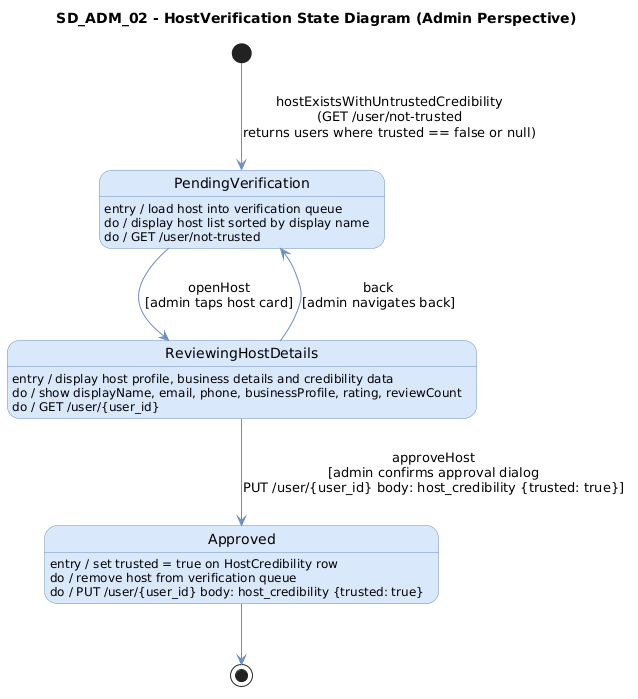 SD_ADM_02 - HostVerification State Diagram (Admin Perspective)
hostExistsWithUntrustedCredibility
(GET /user/not-trusted
returns users where trusted == false or null)
PendingVerification
entry / load host into verification queue
do / display host list sorted by display name
do / GET /user/not-trusted
openHost
[admin taps host card]
back
[admin navigates back]
ReviewingHostDetails
entry / display host profile, business details and credibility data
do / show displayName, email, phone, businessProfile, rating, reviewCount
do / GET /user/{user_id}
approveHost
[admin confirms approval dialog
PUT /user/{user_id} body: host_credibility {trusted: true}]
Approved
entry / set trusted = true on HostCredibility row
do / remove host from verification queue
do / PUT /user/{user_id} body: host_credibility {trusted: true}